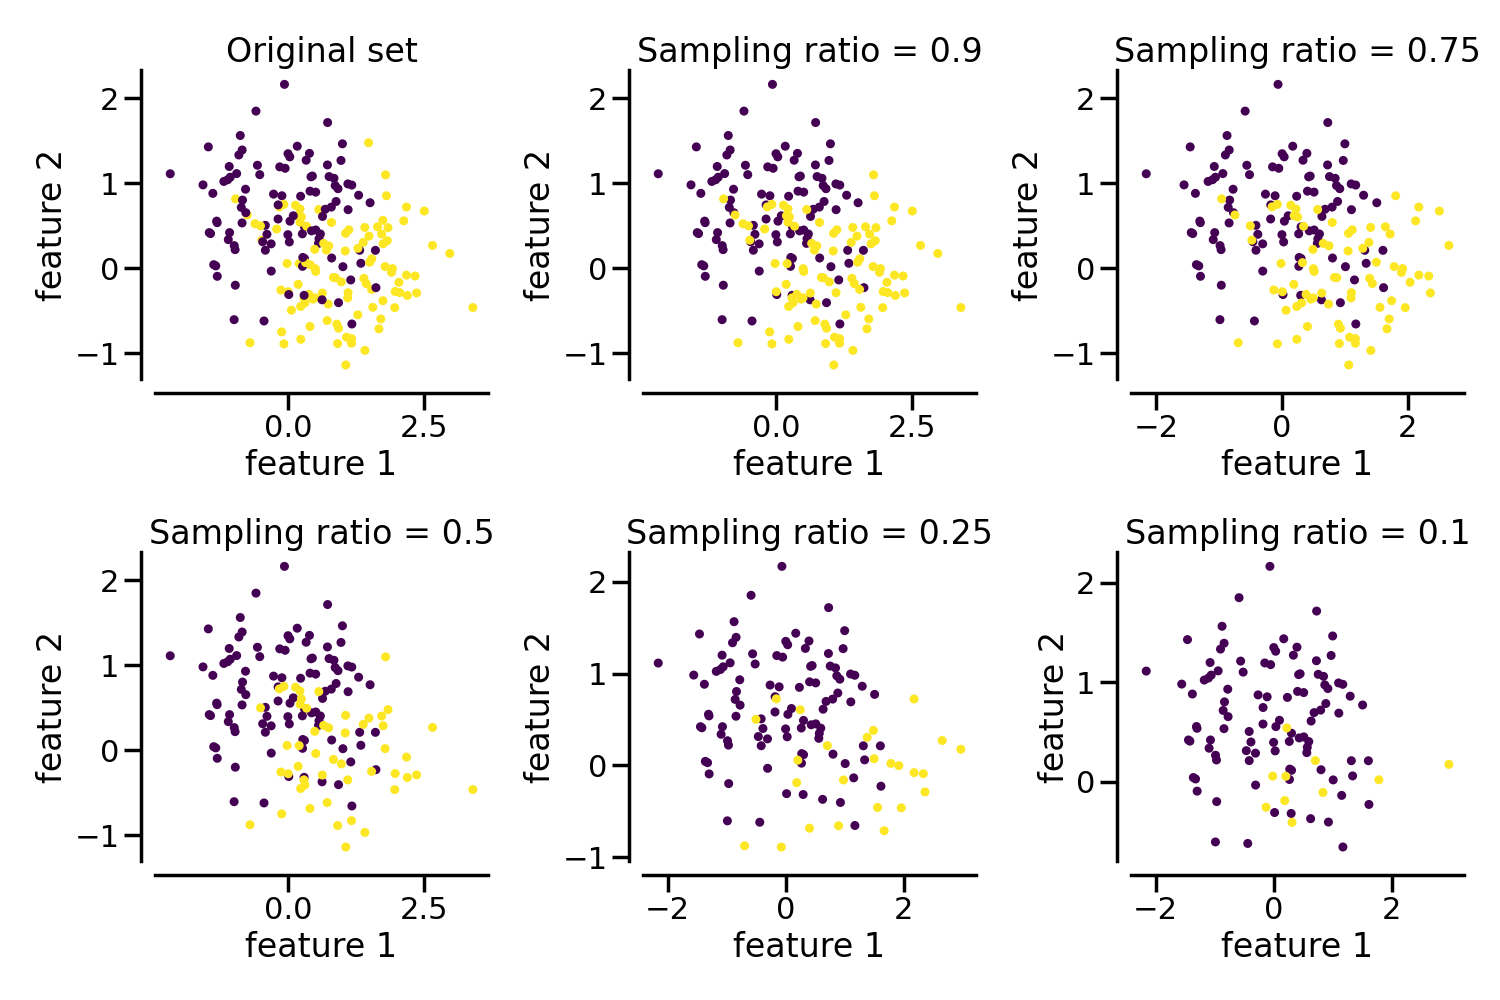 Original set
Sampling ratio = 0.9
Sampling ratio = 0.75
2
1
0
−1
feature 2
0.0
2.5
feature 1
2
1
0
−1
feature 2
0.0
2.5
feature 1
2
1
0
−1
feature 2
−2
0
2
feature 1
Sampling ratio = 0.5
Sampling ratio = 0.25
Sampling ratio = 0.1
2
1
0
−1
feature 2
0.0
2.5
feature 1
2
1
0
−1
feature 2
−2
0
2
feature 1
2
1
0
feature 2
−2
0
2
feature 1